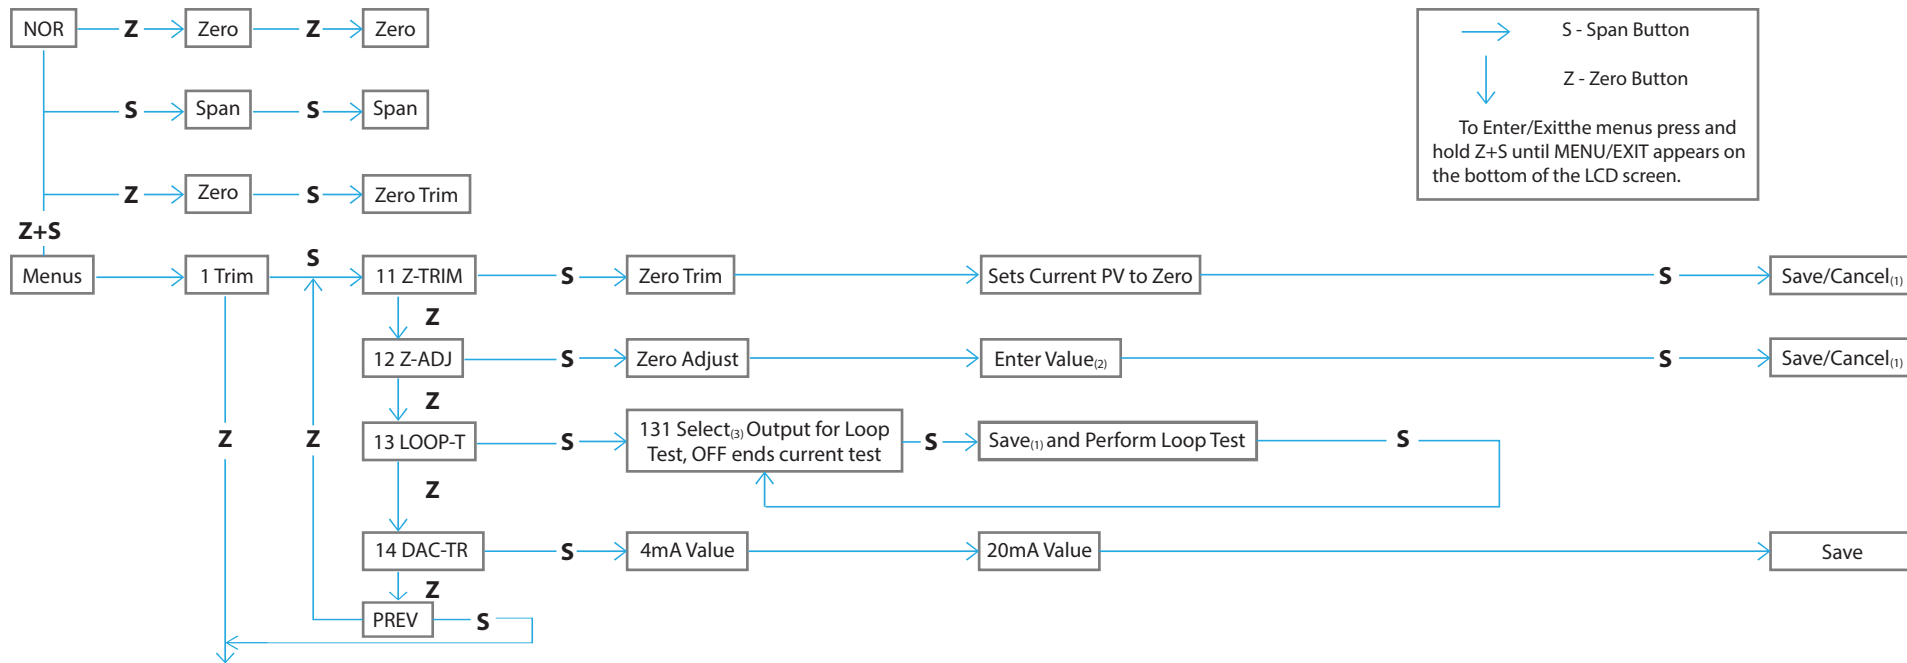 NOR Z Zero Z Zero
S - Span Button
Z - Zero Button
To Enter/Exitthe menus press and
hold Z+S until MENU/EXIT appears on
the bottom of the LCD screen.
S Span S Span
Z Zero S Zero Trim
Z+S
S
Menus 1 Trim 11 Z-TRIM S Zero Trim Sets Current PV to Zero S Save/Cancel(1)
Z
12 Z-ADJ S Zero Adjust Enter Value(2) S Save/Cancel(1)
Z
Z Z 13 LOOP-T S 131 Select(3) Output for Loop
Test, OFF ends current test
S Save(1) and Perform Loop Test S
Z
14 DAC-TR S 4mA Value 20mA Value Save
Z
PREV S